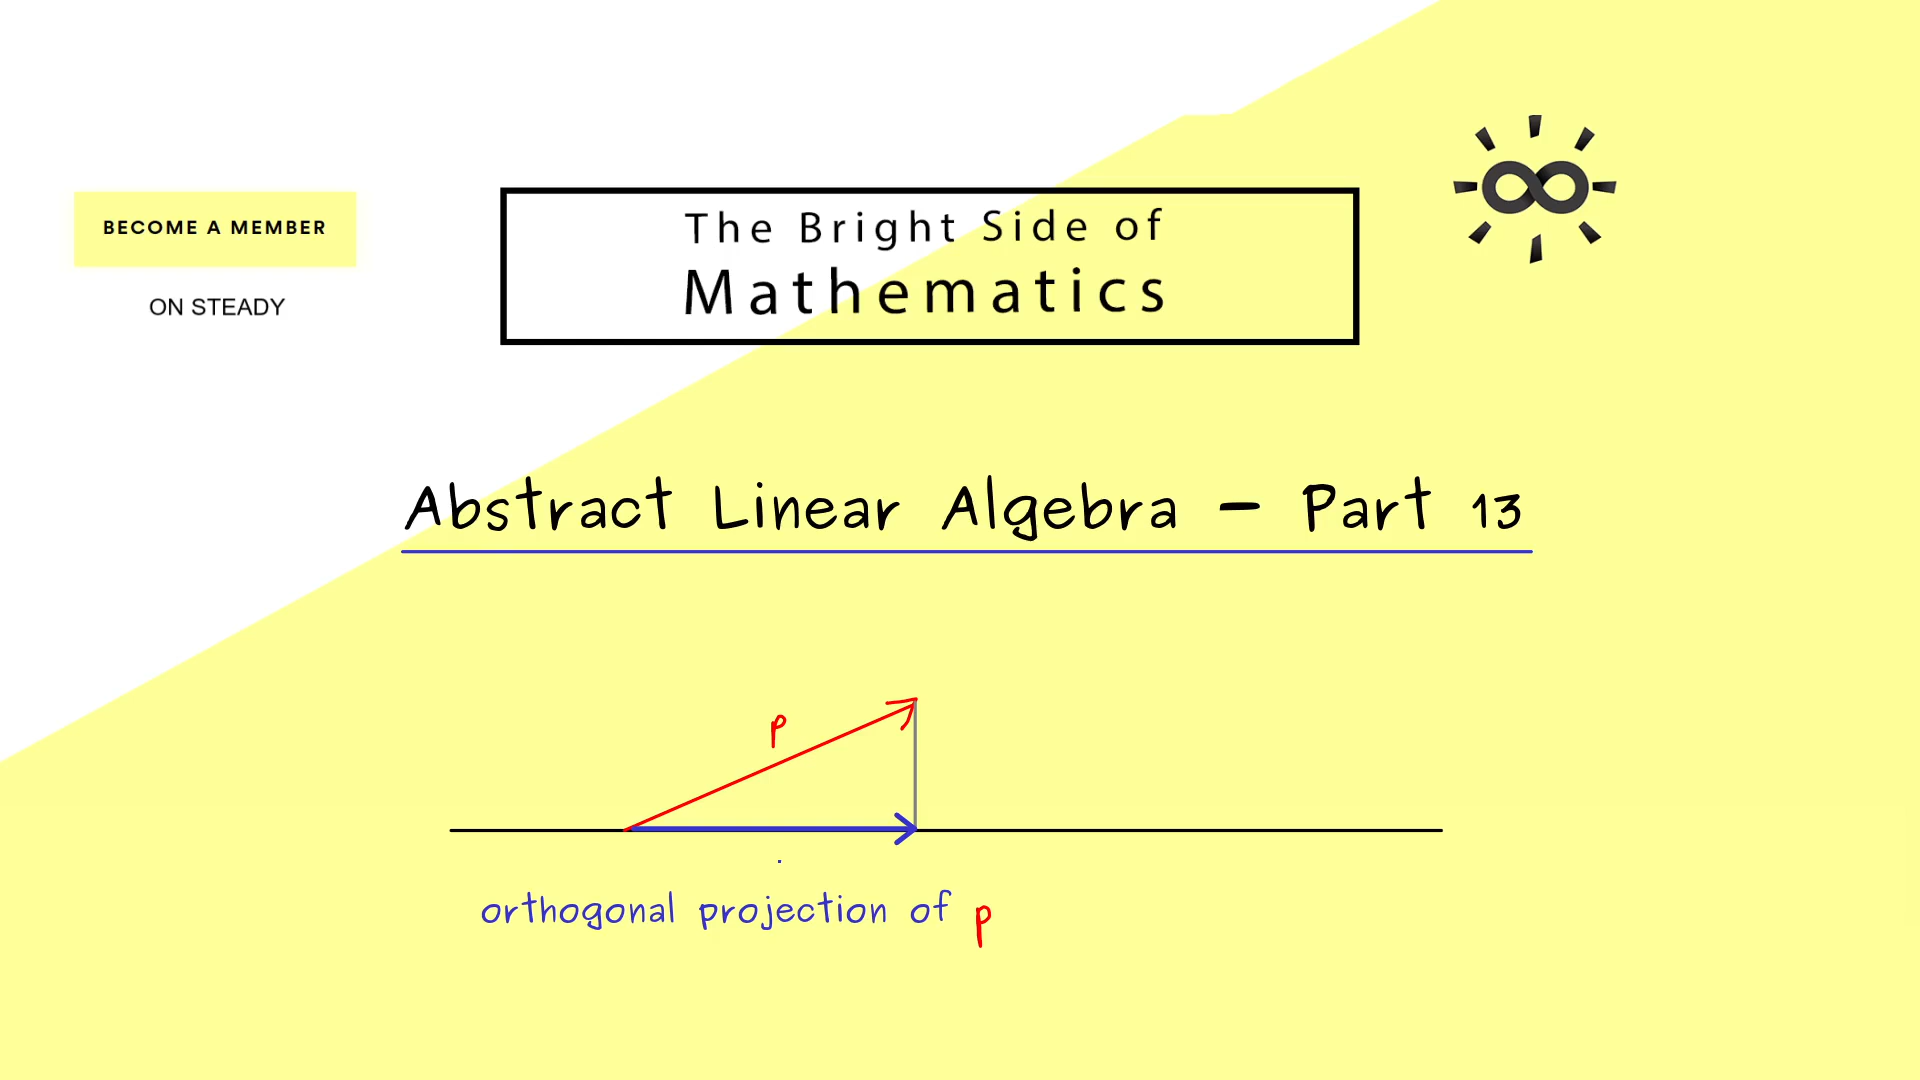 BECOME A MEMBER
ON STEADY
The Bright Side of
Mathematics
Abstract Linear Algebra – Part 13
p
orthogonal projection of p